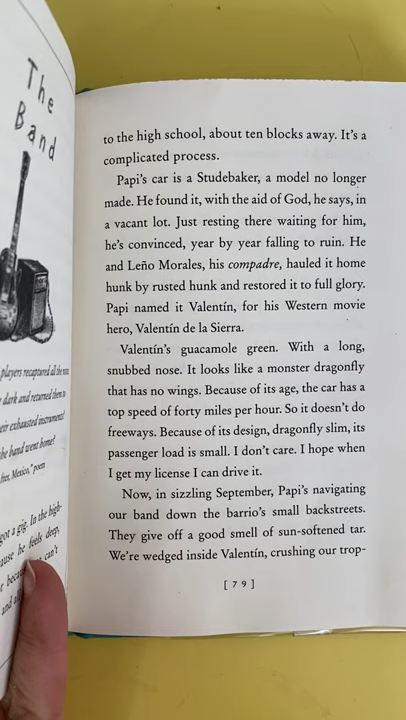 The
Band
players recaptured all the
dark and returned them to
exhausted instruments!
the band went home?
Mexico," poem
got a gig. In the high-
he feels deep,
can't
and
to the high school, about ten blocks away. It's a
complicated process.
Papi's car is a Studebaker, a model no longer
made. He found it, with the aid of God, he says, in
a vacant lot. Just resting there waiting for him,
he's convinced, year by year falling to ruin. He
and Leño Morales, his compadre, hauled it home
hunk by rusted hunk and restored it to full glory.
Papi named it Valentín, for his Western movie
hero, Valentín de la Sierra.
Valentín's guacamole green. With a long,
snubbed nose. It looks like a monster dragonfly
that has no wings. Because of its age, the car has a
top speed of forty miles per hour. So it doesn't do
freeways. Because of its design, dragonfly slim, its
passenger load is small. I don't care. I hope when
I get my license I can drive it.
Now, in sizzling September, Papi's navigating
our band down the barrio's small backstreets.
They give off a good smell of sun-softened tar.
We're wedged inside Valentín, crushing our trop-
[ 7 9 ]